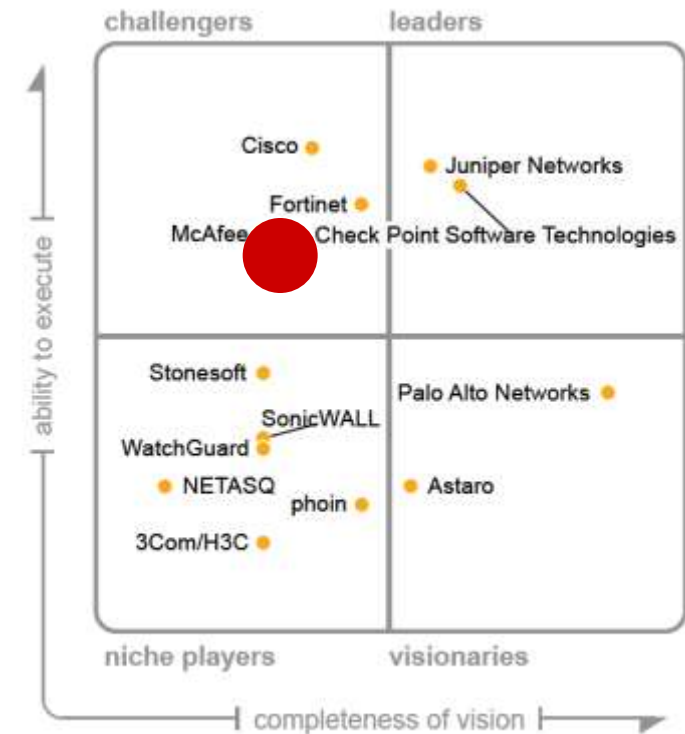 challengers
leaders
Cisco
Juniper Networks
Fortinet
McAfee
Check Point Software Technologies
ability to execute
Stonesoft
Palo Alto Networks
SonicWALL
WatchGuard
NETASQ
Astaro
phoin
3Com/H3C
niche players
visionaries
completeness of vision